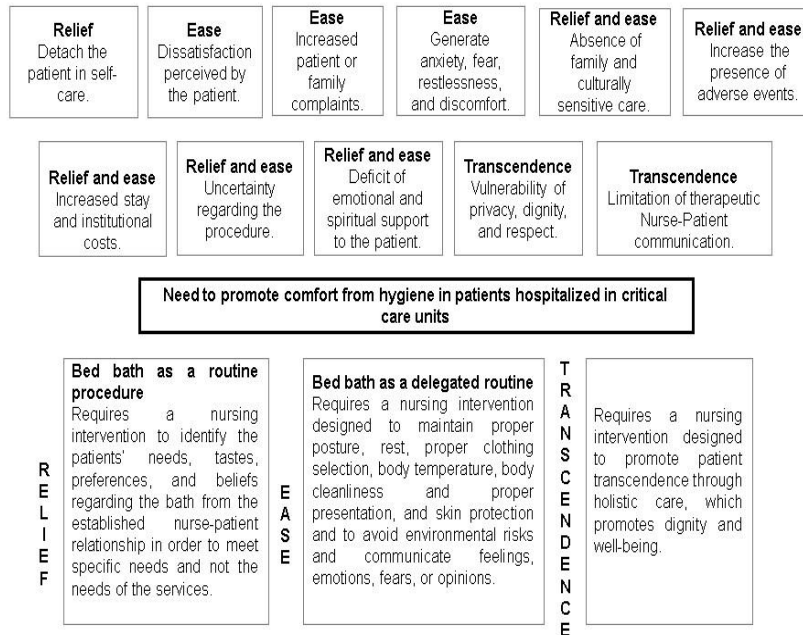 Relief
Detach the
patient in self-
care.
Ease
Dissatisfaction
perceived by
the patient.
Ease
Increased
patient or
family
complaints.
Ease
Generate
anxiety, fear,
restlessness,
and discomfort.
Relief and ease
Absence of
family and
culturally
sensitive care.
Relief and ease
Increase the
presence of
adverse events.
Relief and ease
Increased stay
and institutional
costs.
Relief and ease
Uncertainty
regarding the
procedure.
Relief and ease
Deficit of
emotional and
spiritual support
to the patient.
Transcendence
Vulnerability of
privacy, dignity,
and respect.
Transcendence
Limitation of therapeutic
Nurse-Patient
communication.
Need to promote comfort from hygiene in patients hospitalized in critical
care units
RELIEF
Bed bath as a routine
procedure
Requires a nursing
intervention to identify the
patients' needs, tastes,
preferences, and beliefs
regarding the bath from the
established nurse-patient
relationship in order to meet
specific needs and not the
needs of the services.
EASE
Bed bath as a delegated routine
Requires a nursing intervention
designed to maintain proper
posture, rest, proper clothing
selection, body temperature, body
cleanliness and proper
presentation, and skin protection
and to avoid environmental risks
and communicate feelings,
emotions, fears, or opinions.
TRANSCENDENCE
Requires a nursing
intervention designed
to promote patient
transcendence through
holistic care, which
promotes dignity and
well-being.